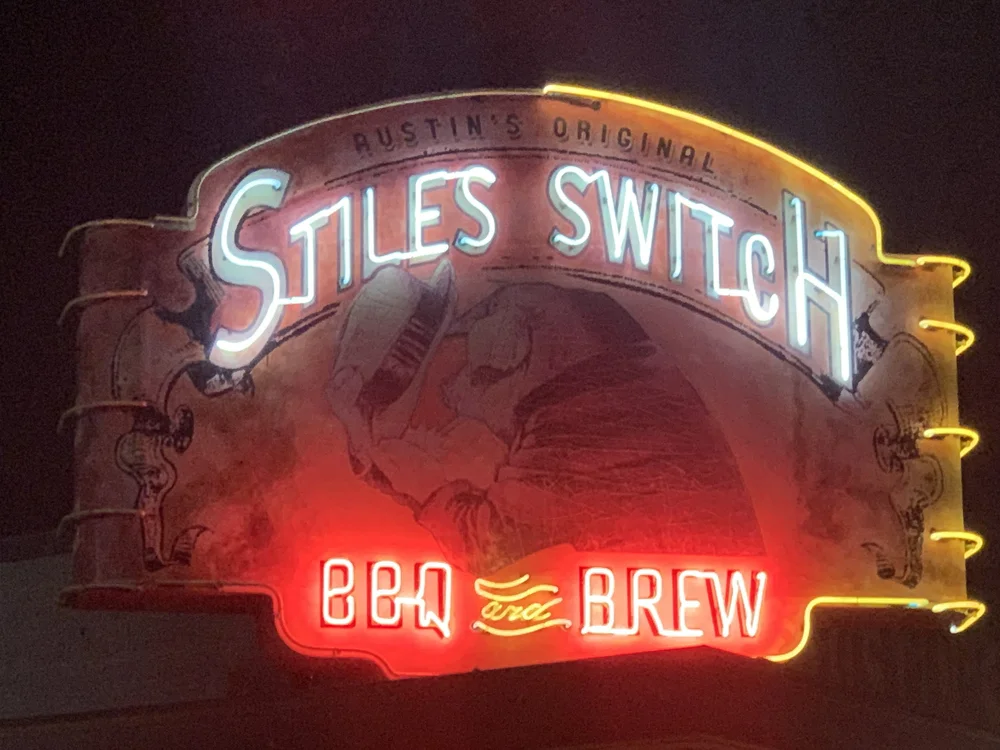 AUSTIN'S ORIGINAL
STILES SWITCH
BBQ and BREW